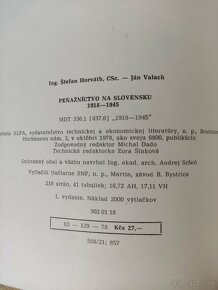 Ing. Štefan Horváth, CSc. — Ján Valach
PEŇAŽNÍCTVO NA SLOVENSKU
1918—1945
MDT 336,1 (437.6) „1918—1945"
Vydala ALFA, vydavateľstvo technickej a ekonomickej literatúry, n. p., Bratislava
Hurbanovo nám. 3, v októbri 1978, ako svoju 6800. publikáciu
Zodpovedný redaktor Michal Dado
Technická redaktorka Zora Šinková
Ochranný obal a väzbu navrhol Ing. akad. arch. Andrej Sršeň
Vytlačili tlačiarne SNP, n. p., Martin, závod B. Bystrica
216 strán, 41 tabuliek; 16,72 AH, 17,11 VH
1. vydanie. Náklad 2000 výtlačkov
302 01 18
63 — 129 — 78 Kčs 27,—
508/21; 857